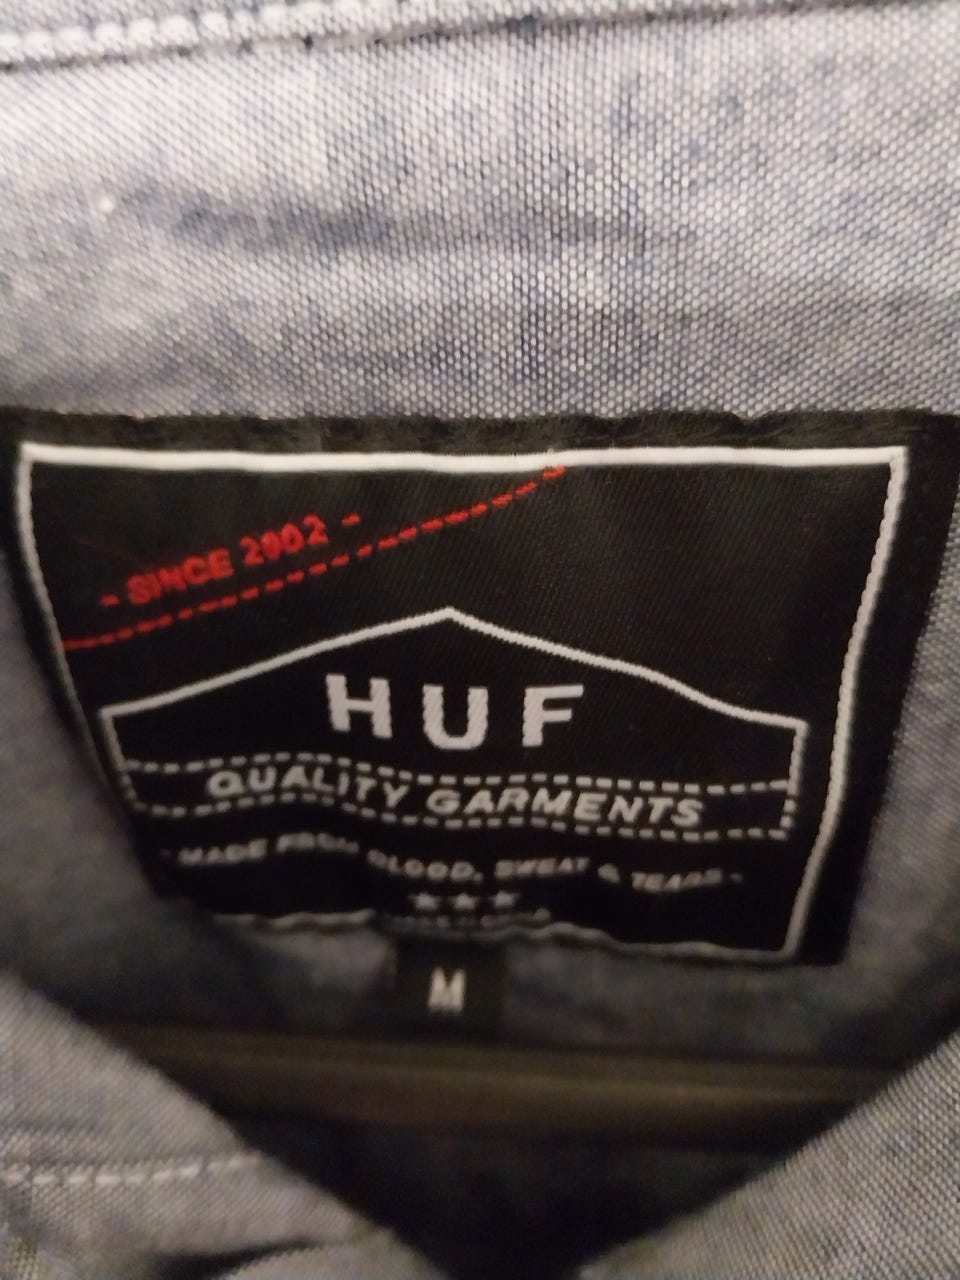 - SINCE 2002 -
HUF
QUALITY GARMENTS
- MADE FROM BLOOD, SWEAT & TEARS -
M